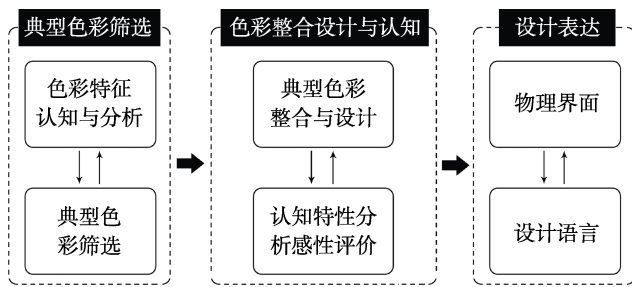 典型色彩筛选
色彩特征
认知与分析
典型色
彩筛选
色彩整合设计与认知
典型色彩
整合与设计
认知特性分
析感性评价
设计表达
物理界面
设计语言